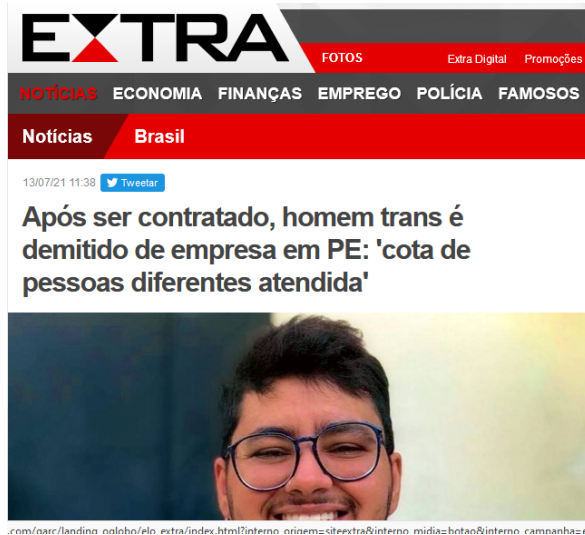 EXTRA
FOTOS
Extra Digital Promoções
NOTÍCIAS ECONOMIA FINANÇAS EMPREGO POLÍCIA FAMOSOS
Notícias Brasil
13/07/21 11:38 Tweetar
Após ser contratado, homem trans é
demitido de empresa em PE: 'cota de
pessoas diferentes atendida'
.com/garc/landing_oglobo/elo_extra/index.html?interno_origem=siteextra&interno_midia=botao&interno_campanha=e